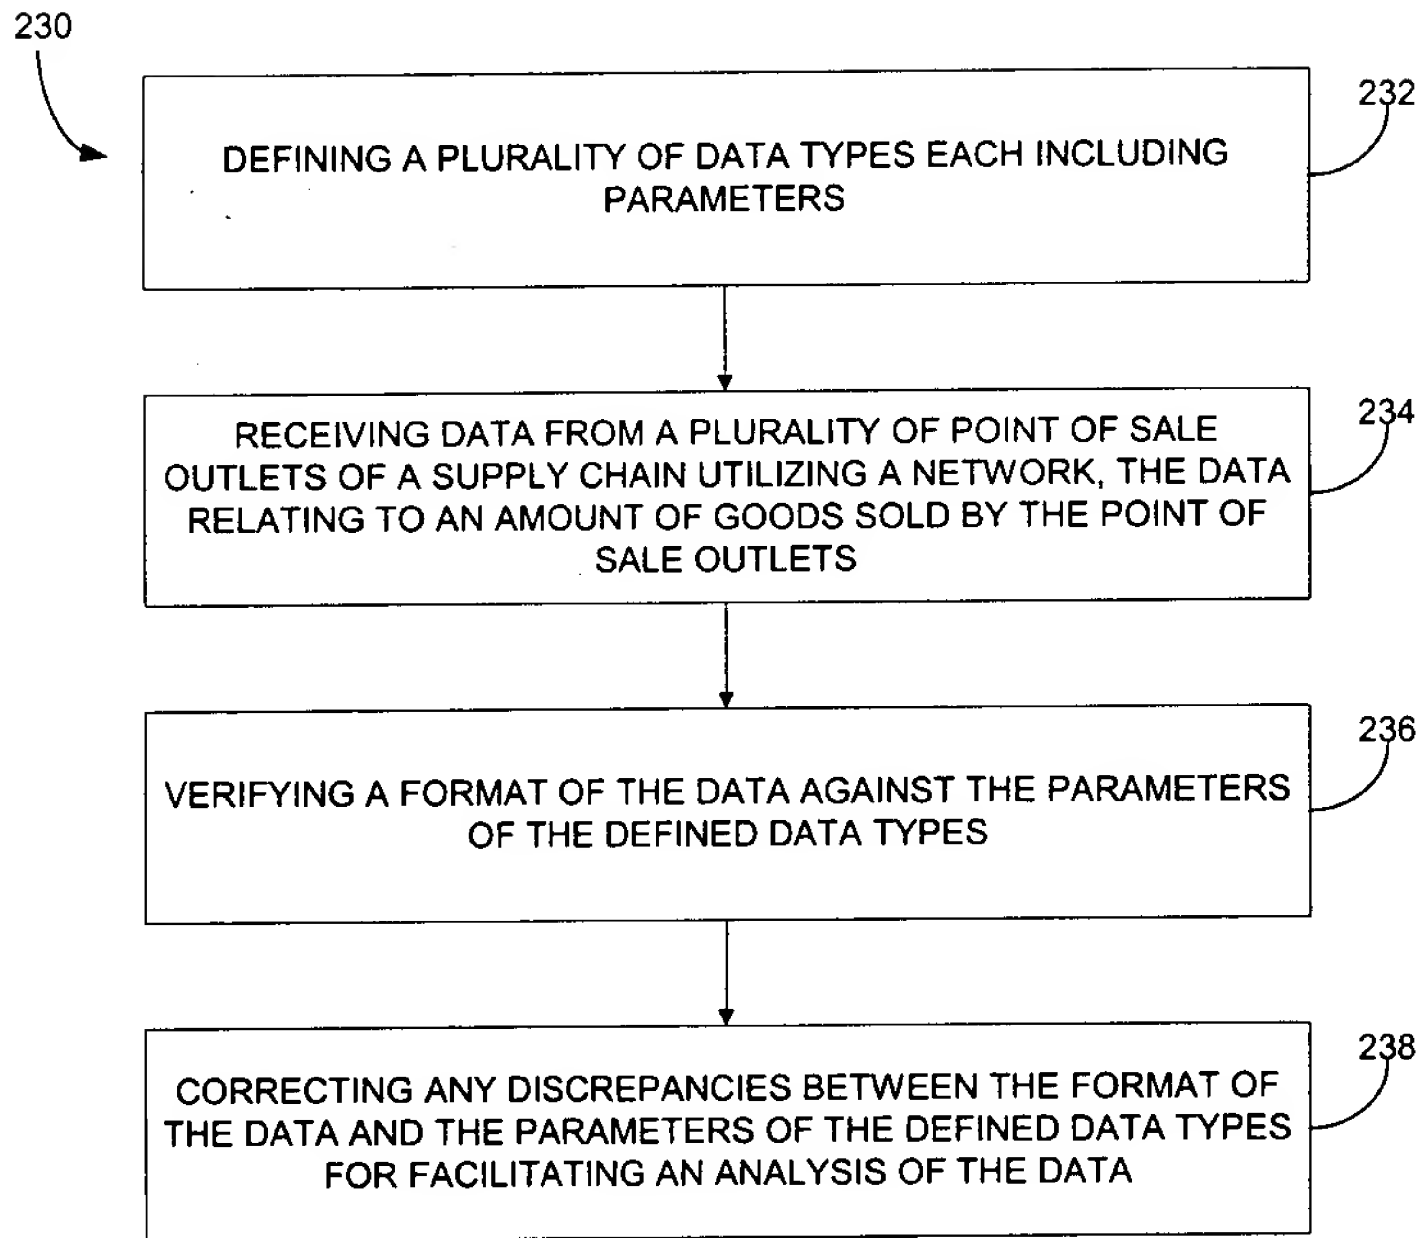 230
232
DEFINING A PLURALITY OF DATA TYPES EACH INCLUDING
PARAMETERS
234
RECEIVING DATA FROM A PLURALITY OF POINT OF SALE
OUTLETS OF A SUPPLY CHAIN UTILIZING A NETWORK, THE DATA
RELATING TO AN AMOUNT OF GOODS SOLD BY THE POINT OF
SALE OUTLETS
236
VERIFYING A FORMAT OF THE DATA AGAINST THE PARAMETERS
OF THE DEFINED DATA TYPES
238
CORRECTING ANY DISCREPANCIES BETWEEN THE FORMAT OF
THE DATA AND THE PARAMETERS OF THE DEFINED DATA TYPES
FOR FACILITATING AN ANALYSIS OF THE DATA